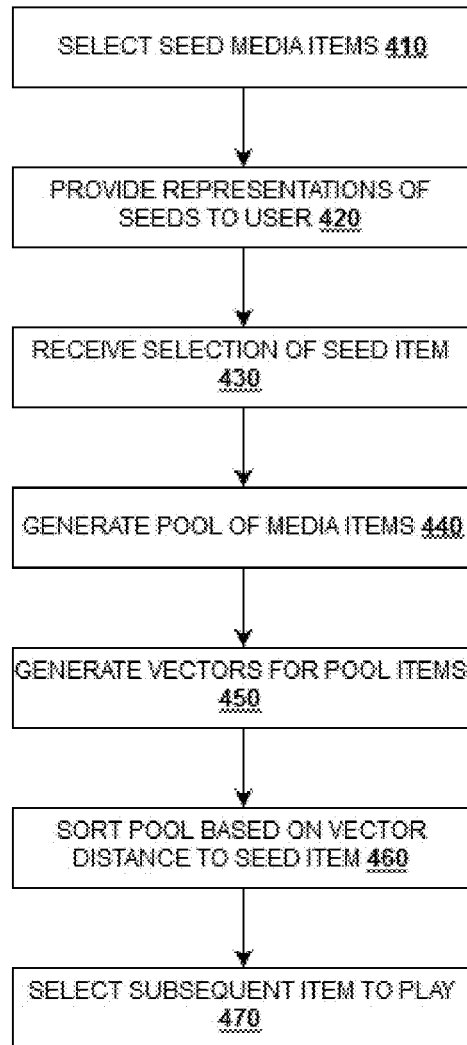 SELECT SEED MEDIA ITEMS 410
PROVIDE REPRESENTATIONS OF
SEEDS TO USER 420
RECEIVE SELECTION OF SEED ITEM
430
GENERATE POOL OF MEDIA ITEMS 440
GENERATE VECTORS FOR POOL ITEMS
450
SORT POOL BASED ON VECTOR
DISTANCE TO SEED ITEM 460
SELECT SUBSEQUENT ITEM TO PLAY
470